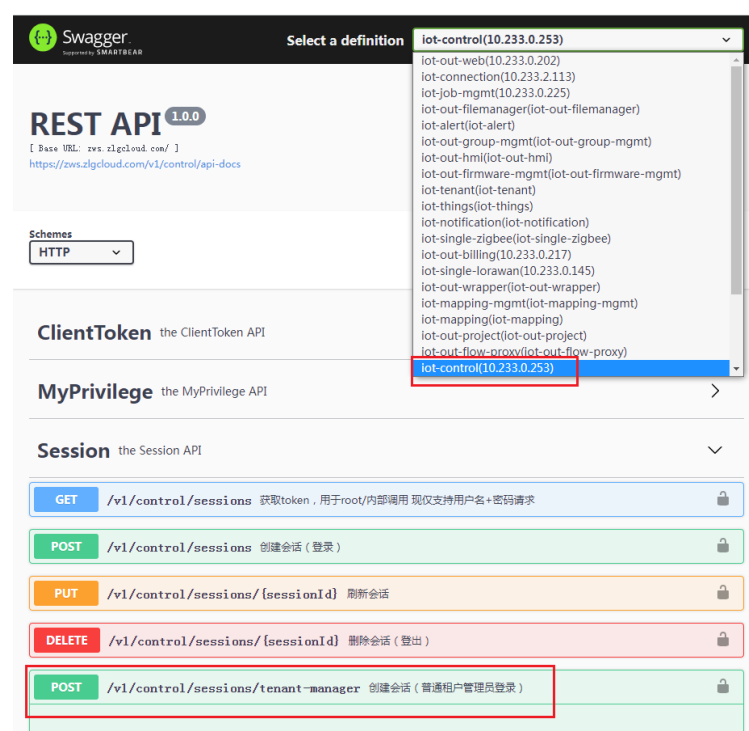 Swagger.
Supported by SMARTBEAR
Select a definition
iot-control(10.233.0.253)
iot-out-web(10.233.0.202)
iot-connection(10.233.2.113)
iot-job-mgmt(10.233.0.225)
iot-out-filemanager(iot-out-filemanager)
iot-alert(iot-alert)
iot-out-group-mgmt(iot-out-group-mgmt)
iot-out-hmi(iot-out-hmi)
iot-out-firmware-mgmt(iot-out-firmware-mgmt)
iot-tenant(iot-tenant)
iot-things(iot-things)
iot-notification(iot-notification)
iot-single-zigbee(iot-single-zigbee)
iot-out-billing(10.233.0.217)
iot-single-lorawan(10.233.0.145)
iot-out-wrapper(iot-out-wrapper)
iot-mapping-mgmt(iot-mapping-mgmt)
iot-mapping(iot-mapping)
iot-out-project(iot-out-project)
iot-out-flow-proxy(iot-out-flow-proxy)
iot-control(10.233.0.253)
REST API 1.0.0
[ Base URL: zws.zlgcloud.com/ ]
https://zws.zlgcloud.com/v1/control/api-docs
Schemes
HTTP
ClientToken the ClientToken API
MyPrivilege the MyPrivilege API
Session the Session API
GET /v1/control/sessions 获取token，用于root/内部调用 现仅支持用户名+密码请求
POST /v1/control/sessions 创建会话（登录）
PUT /v1/control/sessions/{sessionId} 刷新会话
DELETE /v1/control/sessions/{sessionId} 删除会话（登出）
POST /v1/control/sessions/tenant-manager 创建会话（普通租户管理员登录）